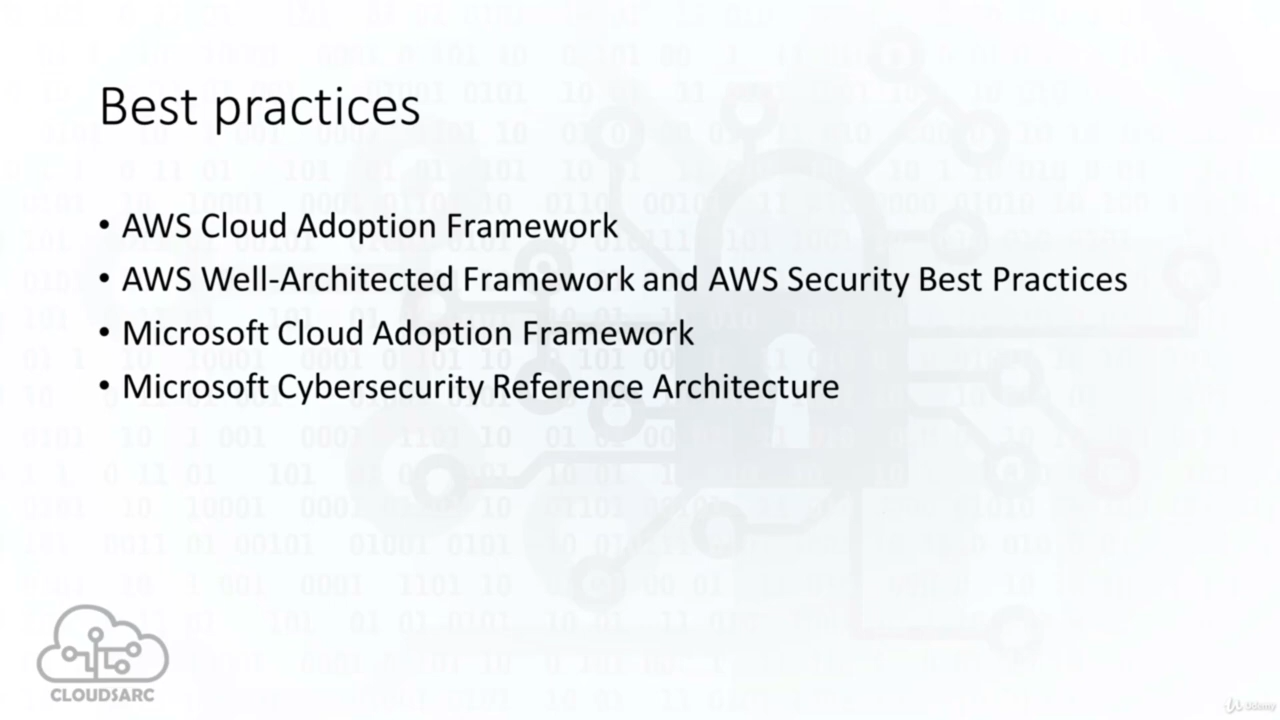 Best practices
• AWS Cloud Adoption Framework
• AWS Well-Architected Framework and AWS Security Best Practices
• Microsoft Cloud Adoption Framework
• Microsoft Cybersecurity Reference Architecture
CLOUDSARC
Udemy